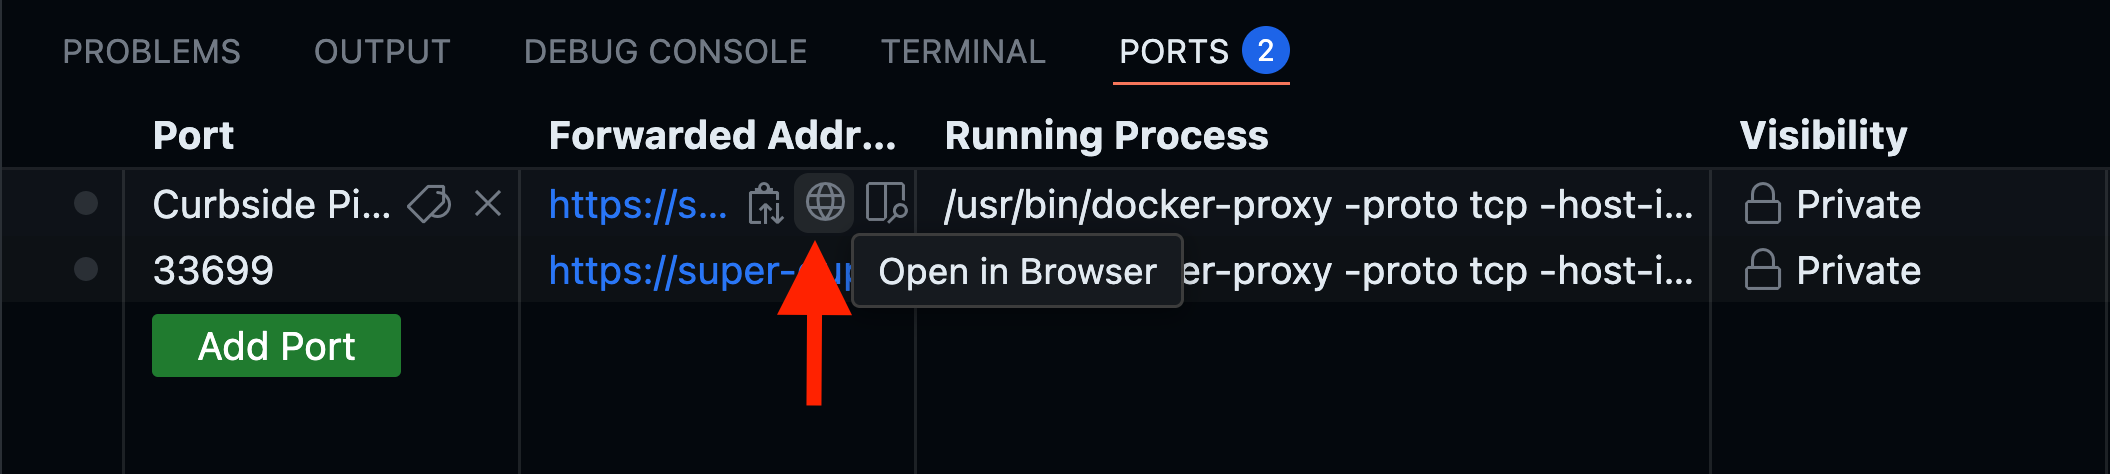 PROBLEMS OUTPUT DEBUG CONSOLE TERMINAL PORTS 2
Port Forwarded Addr... Running Process Visibility
Curbside Pi... https://s... /usr/bin/docker-proxy -proto tcp -host-i... Private
33699 https://super- er-proxy -proto tcp -host-i... Private
Open in Browser
Add Port